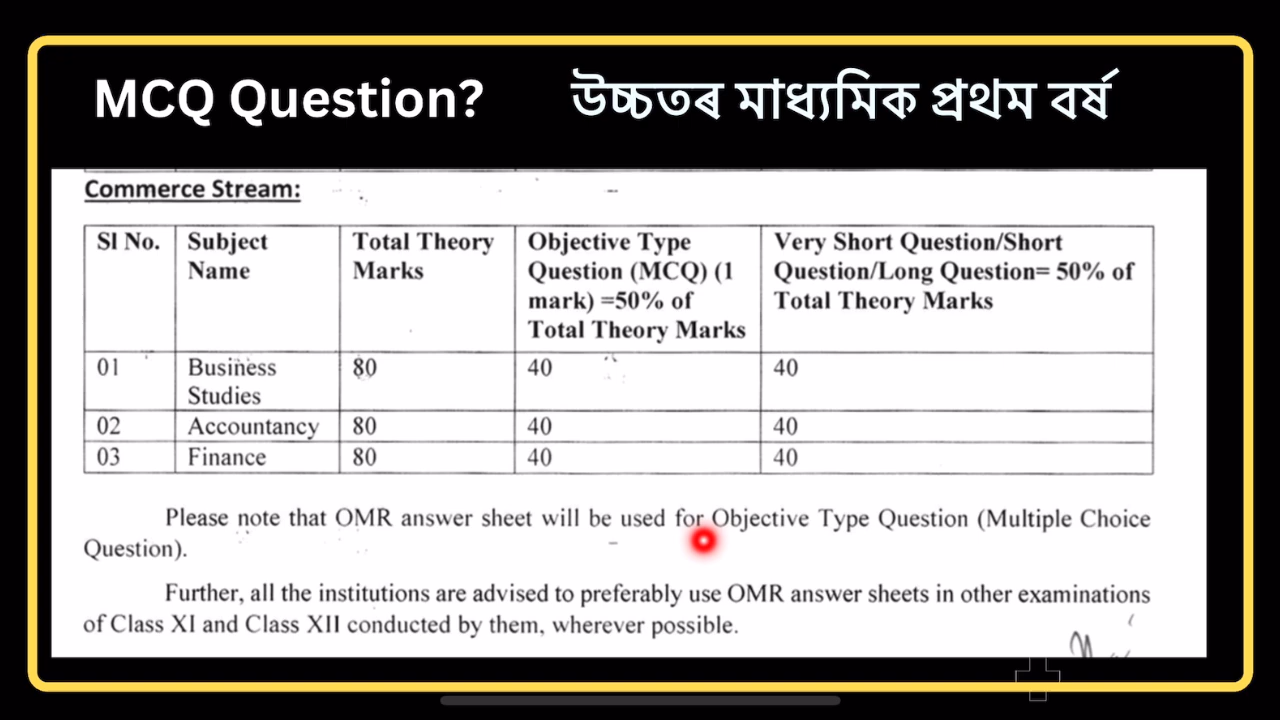 MCQ Question? উচ্চতৰ মাধ্যমিক প্ৰথম বৰ্ষ
Commerce Stream:
Sl No. Subject Name Total Theory Marks Objective Type Question (MCQ) (1 mark) =50% of Total Theory Marks Very Short Question/Short Question/Long Question= 50% of Total Theory Marks
01 Business Studies 80 40 40
02 Accountancy 80 40 40
03 Finance 80 40 40
Please note that OMR answer sheet will be used for Objective Type Question (Multiple Choice
Question).
Further, all the institutions are advised to preferably use OMR answer sheets in other examinations
of Class XI and Class XII conducted by them, wherever possible.